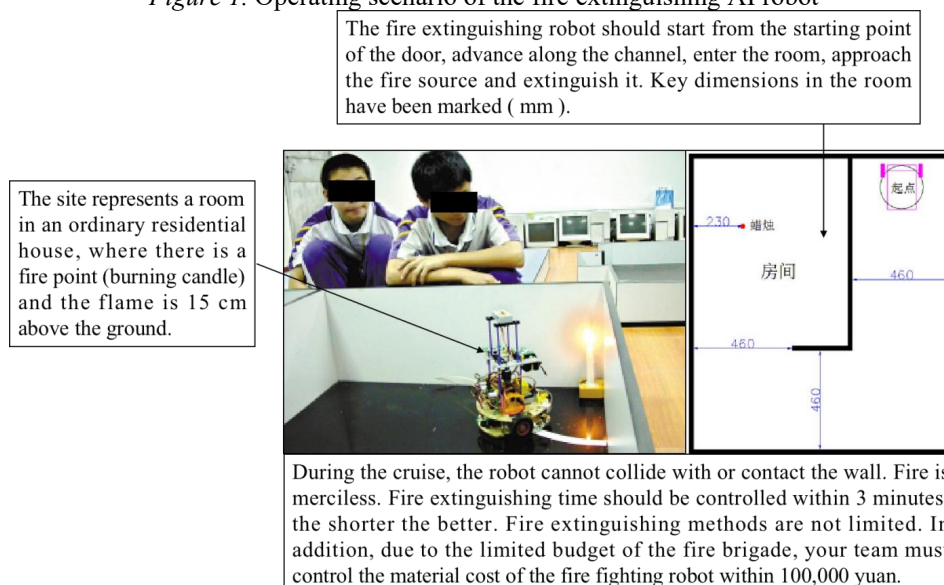 Figure 1. Operating scenario of the fire extinguishing AI robot
The fire extinguishing robot should start from the starting point
of the door, advance along the channel, enter the room, approach
the fire source and extinguish it. Key dimensions in the room
have been marked ( mm ).
The site represents a room
in an ordinary residential
house, where there is a
fire point (burning candle)
and the flame is 15 cm
above the ground.
起点
230
蜡烛
房间
460
460
460
During the cruise, the robot cannot collide with or contact the wall. Fire is
merciless. Fire extinguishing time should be controlled within 3 minutes,
the shorter the better. Fire extinguishing methods are not limited. In
addition, due to the limited budget of the fire brigade, your team must
control the material cost of the fire fighting robot within 100,000 yuan.